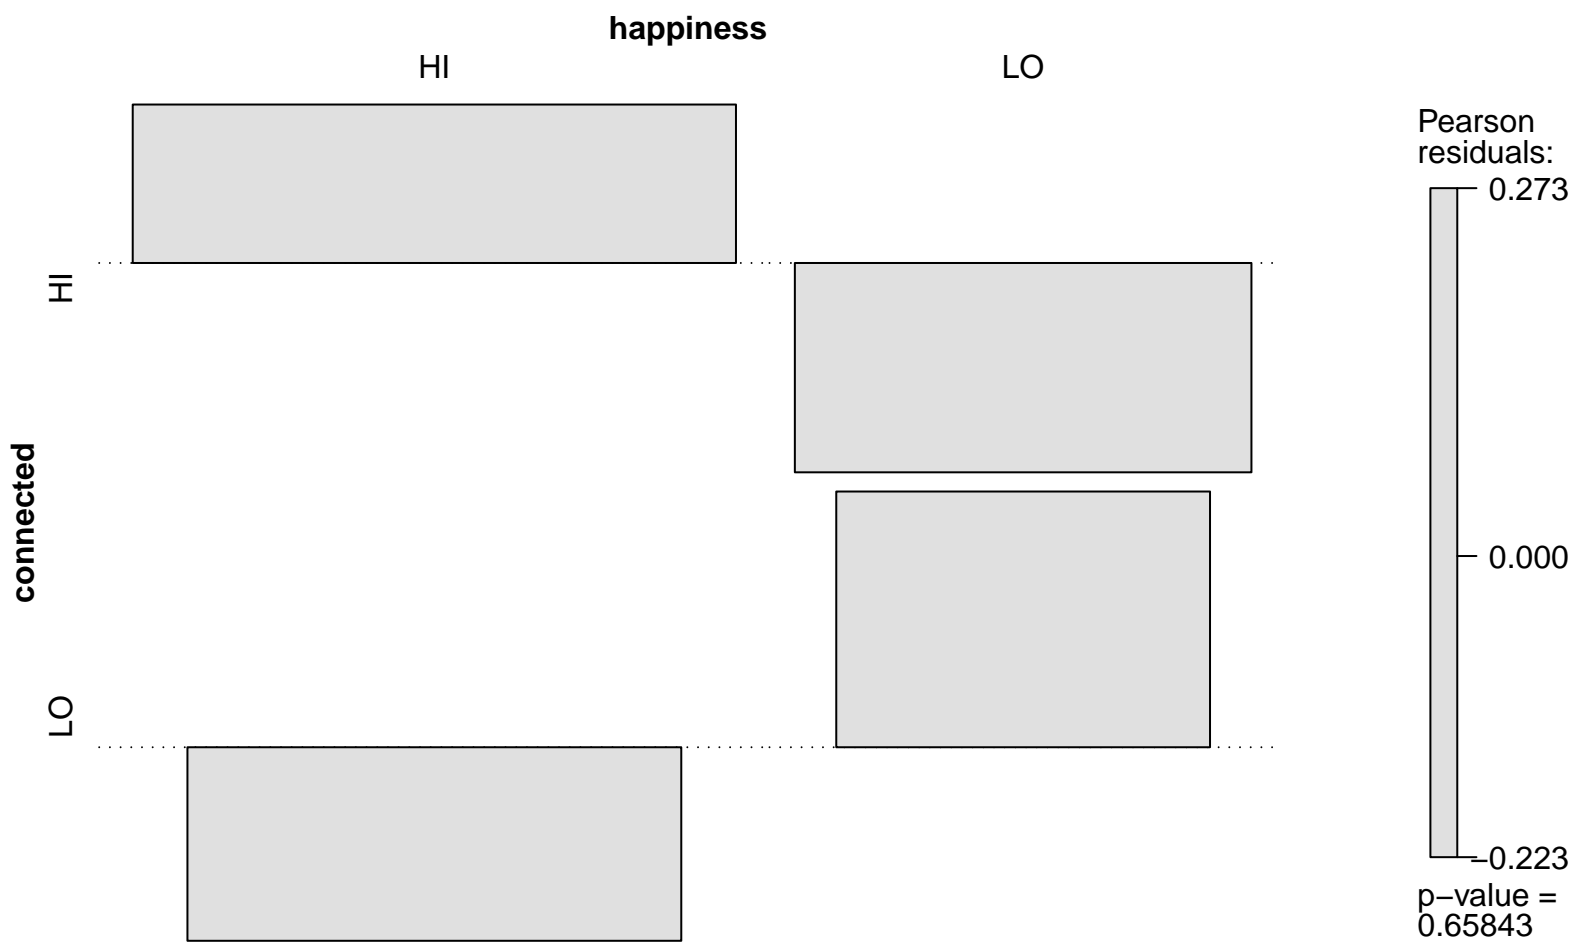 happiness
HI
LO
Pearson
residuals:
0.273
HI
connected
0.000
LO
−0.223
p−value =
0.65843